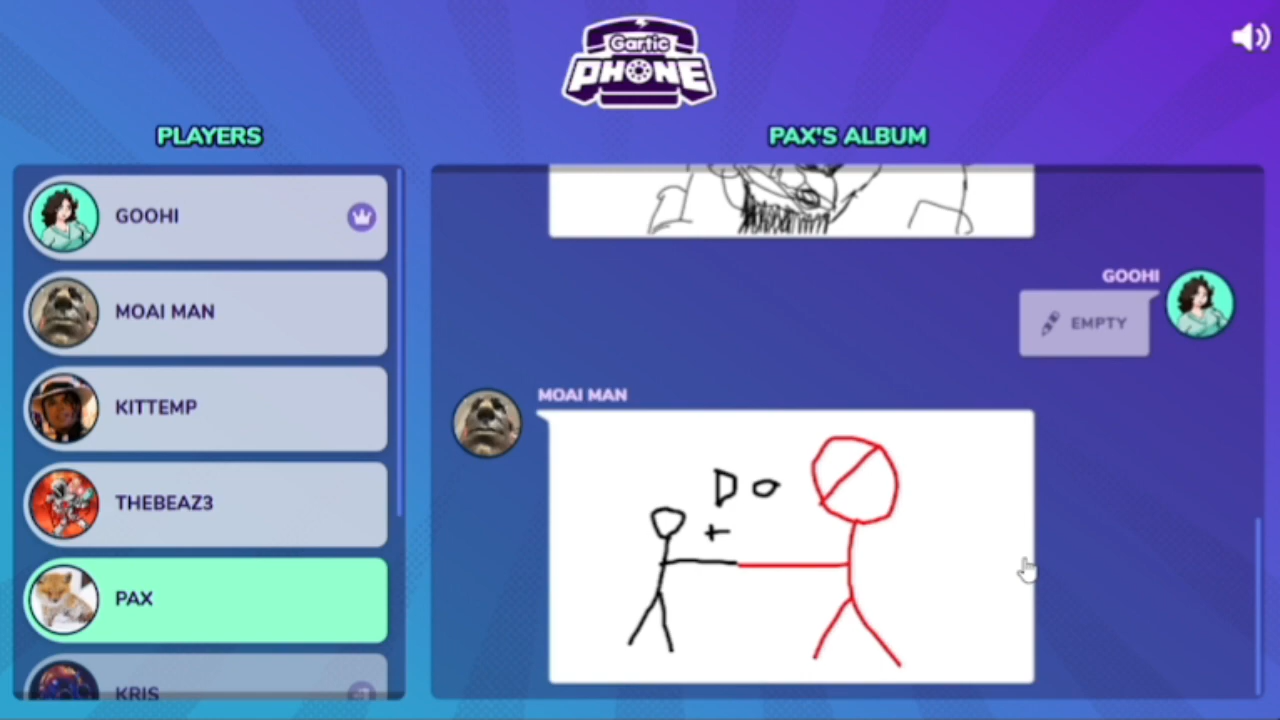 Gartic
PHONE
PLAYERS
PAX'S ALBUM
GOOHI
MOAI MAN
KITTEMP
THEBEAZ3
PAX
KRIS
GOOHI
EMPTY
MOAI MAN
Do
+